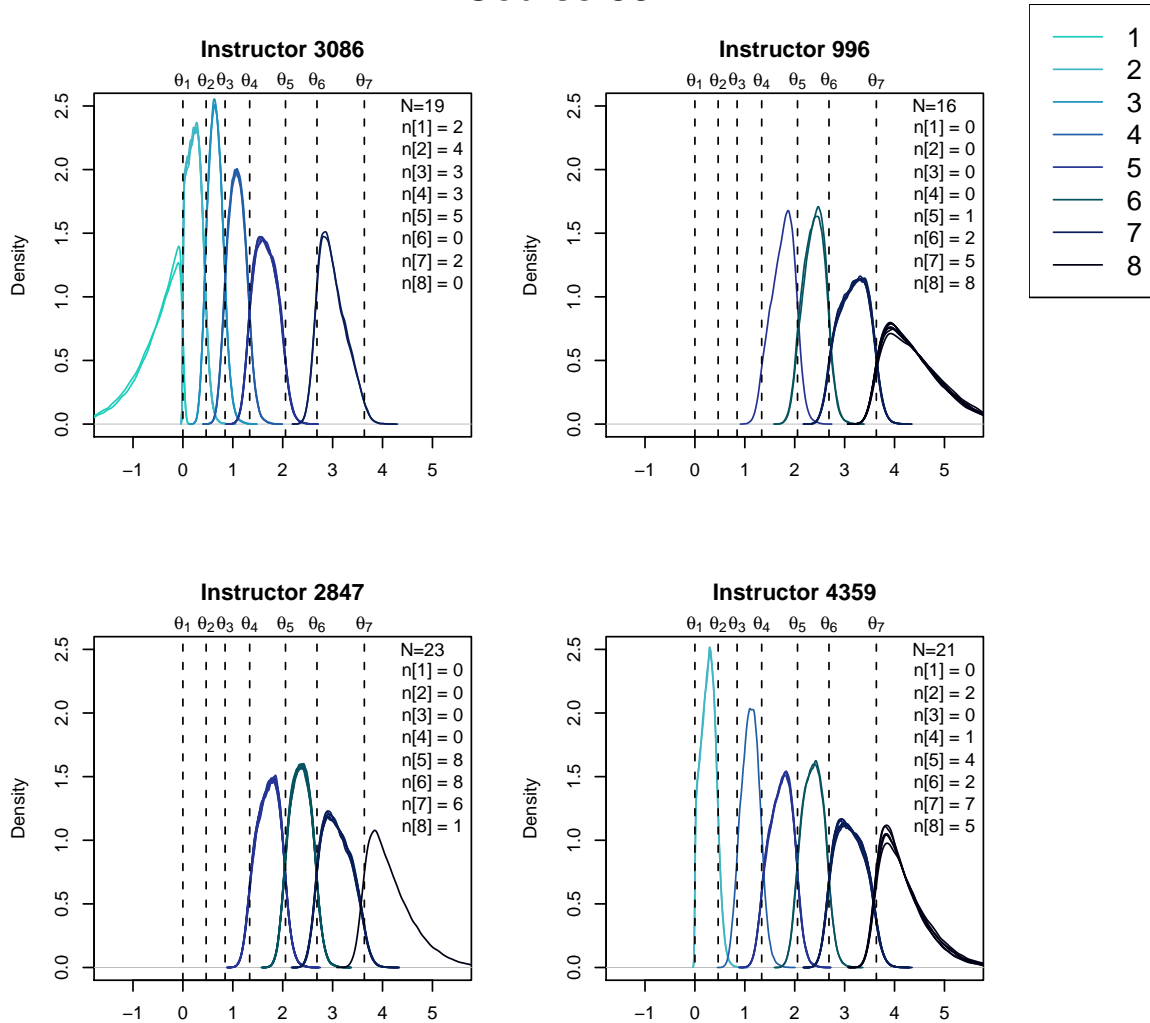 Instructor 3086
θ1 θ2 θ3 θ4 θ5 θ6 θ7
N=19
n[1] = 2
n[2] = 4
n[3] = 3
n[4] = 3
n[5] = 5
n[6] = 0
n[7] = 2
n[8] = 0
Density
0.0 0.5 1.0 1.5 2.0 2.5
−1 0 1 2 3 4 5
Instructor 996
θ1 θ2 θ3 θ4 θ5 θ6 θ7
N=16
n[1] = 0
n[2] = 0
n[3] = 0
n[4] = 0
n[5] = 1
n[6] = 2
n[7] = 5
n[8] = 8
Density
0.0 0.5 1.0 1.5 2.0 2.5
−1 0 1 2 3 4 5
1
2
3
4
5
6
7
8
Instructor 2847
θ1 θ2 θ3 θ4 θ5 θ6 θ7
N=23
n[1] = 0
n[2] = 0
n[3] = 0
n[4] = 0
n[5] = 8
n[6] = 8
n[7] = 6
n[8] = 1
Density
0.0 0.5 1.0 1.5 2.0 2.5
−1 0 1 2 3 4 5
Instructor 4359
θ1 θ2 θ3 θ4 θ5 θ6 θ7
N=21
n[1] = 0
n[2] = 2
n[3] = 0
n[4] = 1
n[5] = 4
n[6] = 2
n[7] = 7
n[8] = 5
Density
0.0 0.5 1.0 1.5 2.0 2.5
−1 0 1 2 3 4 5